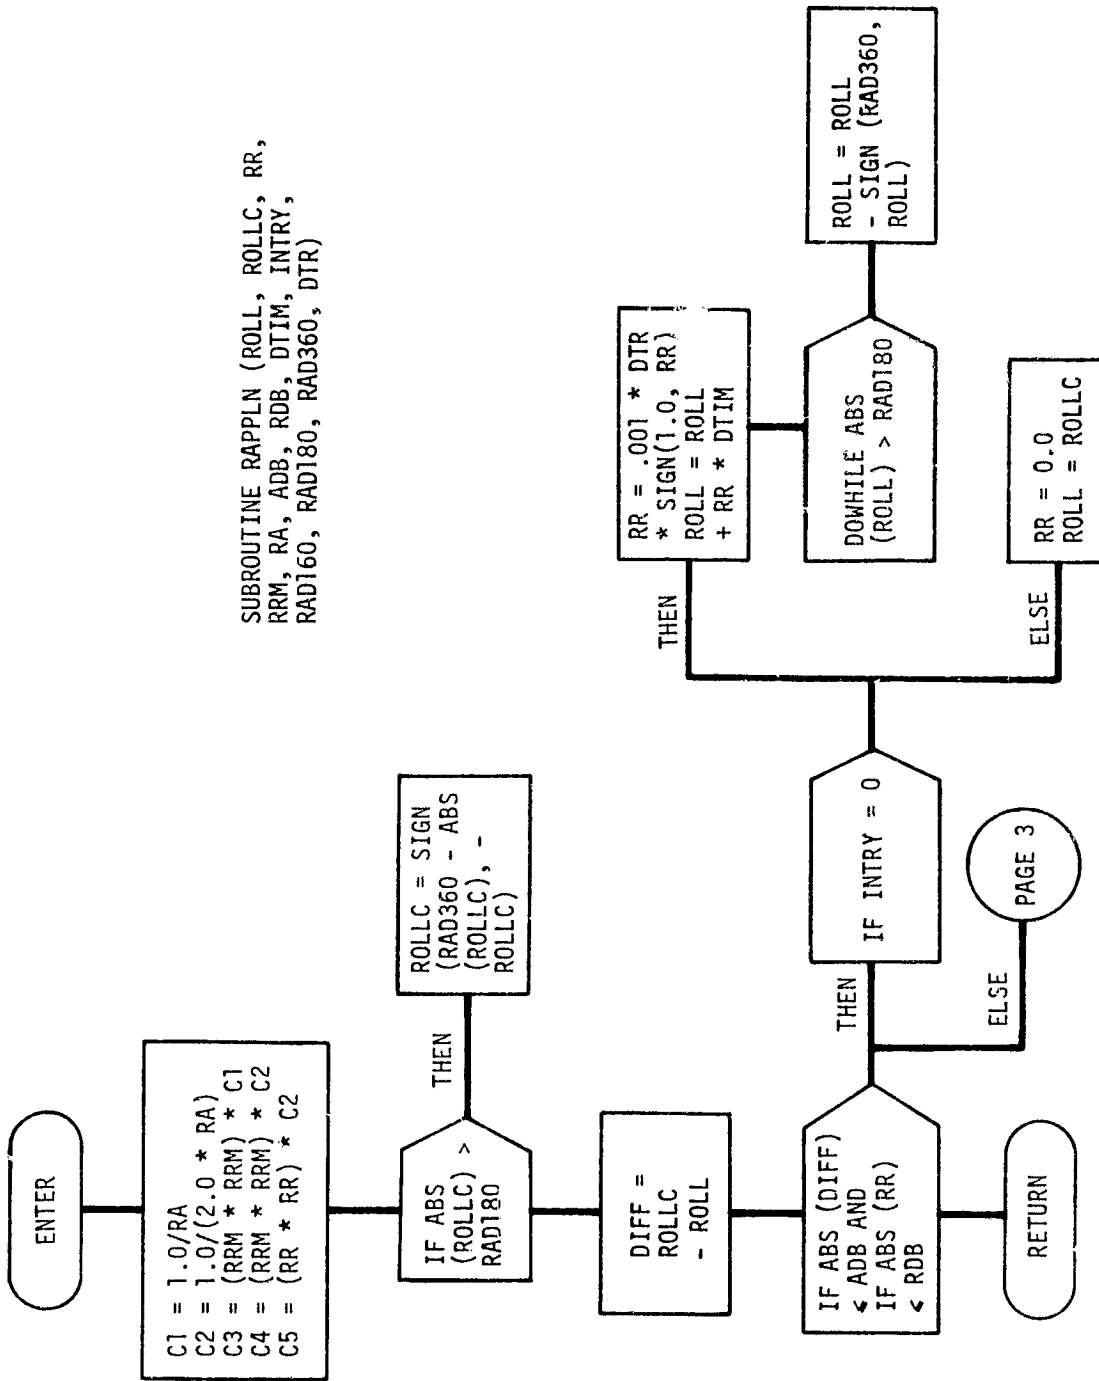 SUBROUTINE RAPPLN (ROLL, ROLLC, RR,
RRM, RA, ADB, RDB, DTIM, INTRY,
RAD160, RAD180, RAD360, DTR)
ENTER
C1 = 1.0/RA
C2 = 1.0/(2.0 * RA)
C3 = (RRM * RRM) * C1
C4 = (RRM * RRM) * C2
C5 = (RR * RR) * C2
IF ABS
(ROLLC) >
RAD180
THEN
ROLLC = SIGN
(RAD360 - ABS
(ROLLC), -
ROLLC)
DIFF =
ROLLC
- ROLL
IF ABS (DIFF)
≤ ADB AND
IF ABS (RR)
≤ RDB
THEN
ELSE
PAGE 3
IF INTRY = 0
THEN
RR = .001 * DTR
* SIGN(1.0, RR)
ROLL = ROLL
+ RR * DTIM
DOWHILE ABS
(ROLL) > RAD180
ROLL = ROLL
- SIGN (RAD360,
ROLL)
ELSE
RR = 0.0
ROLL = ROLLC
RETURN